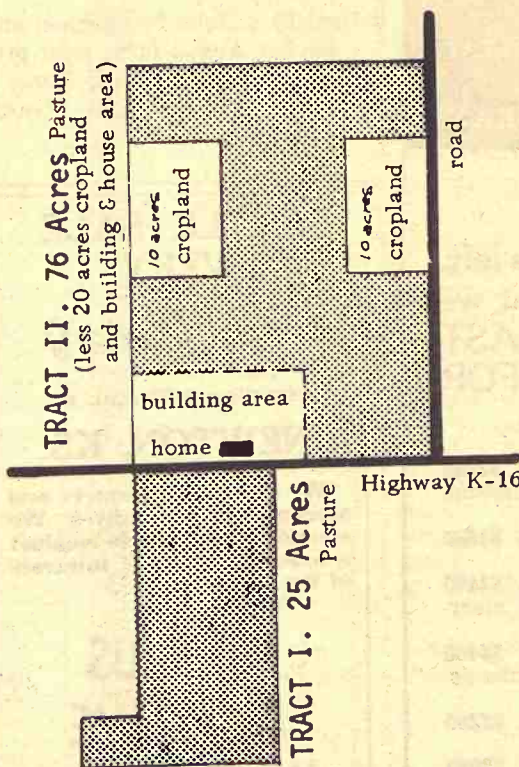 TRACT II. 76 Acres Pasture
(less 20 acres cropland
and building & house area)
10 acres
cropland
10 acres
cropland
road
building area
home
Highway K-16
TRACT I. 25 Acres
Pasture